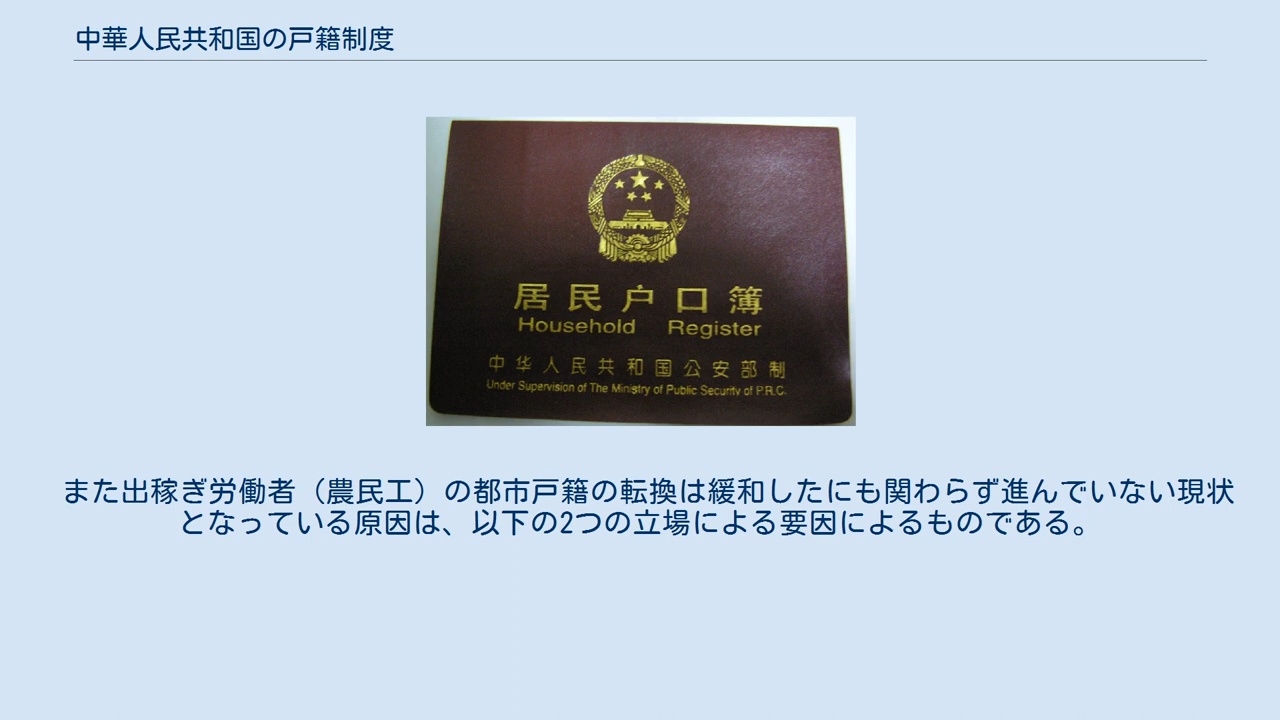 中華人民共和国の戸籍制度
居民户口簿
Household Register
中华人民共和国公安部制
Under Supervision of The Ministry of Public Security of P.R.C.
また出稼ぎ労働者（農民工）の都市戸籍の転換は緩和したにも関わらず進んでいない現状
となっている原因は、以下の2つの立場による要因によるものである。